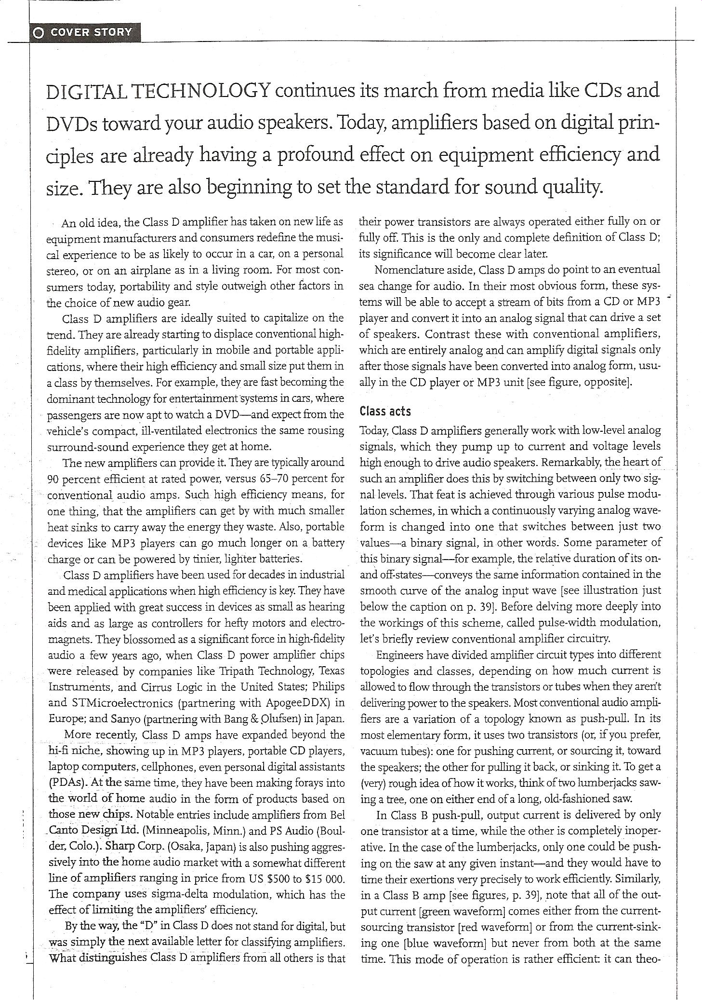 COVER STORY
DIGITAL TECHNOLOGY continues its march from media like CDs and
DVDs toward your audio speakers. Today, amplifiers based on digital prin-
ciples are already having a profound effect on equipment efficiency and
size. They are also beginning to set the standard for sound quality.
An old idea, the Class D amplifier has taken on new life as
equipment manufacturers and consumers redefine the musi-
cal experience to be as likely to occur in a car, on a personal
stereo, or on an airplane as in a living room. For most con-
sumers today, portability and style outweigh other factors in
the choice of new audio gear.
Class D amplifiers are ideally suited to capitalize on the
trend. They are already starting to displace conventional high-
fidelity amplifiers, particularly in mobile and portable appli-
cations, where their high efficiency and small size put them in
a class by themselves. For example, they are fast becoming the
dominant technology for entertainment systems in cars, where
passengers are now apt to watch a DVD—and expect from the
vehicle's compact, ill-ventilated electronics the same rousing
surround-sound experience they get at home.
The new amplifiers can provide it. They are typically around
90 percent efficient at rated power, versus 65–70 percent for
conventional audio amps. Such high efficiency means, for
one thing, that the amplifiers can get by with much smaller
heat sinks to carry away the energy they waste. Also, portable
devices like MP3 players can go much longer on a battery
charge or can be powered by tinier, lighter batteries.
Class D amplifiers have been used for decades in industrial
and medical applications when high efficiency is key. They have
been applied with great success in devices as small as hearing
aids and as large as controllers for hefty motors and electro-
magnets. They blossomed as a significant force in high-fidelity
audio a few years ago, when Class D power amplifier chips
were released by companies like Tripath Technology, Texas
Instruments, and Cirrus Logic in the United States; Philips
and STMicroelectronics (partnering with ApogeeDDX) in
Europe; and Sanyo (partnering with Bang & Olufsen) in Japan.
More recently, Class D amps have expanded beyond the
hi-fi niche, showing up in MP3 players, portable CD players,
laptop computers, cellphones, even personal digital assistants
(PDAs). At the same time, they have been making forays into
the world of home audio in the form of products based on
those new chips. Notable entries include amplifiers from Bel
Canto Design Ltd. (Minneapolis, Minn.) and PS Audio (Boul-
der, Colo.). Sharp Corp. (Osaka, Japan) is also pushing aggres-
sively into the home audio market with a somewhat different
line of amplifiers ranging in price from US $500 to $15 000.
The company uses sigma-delta modulation, which has the
effect of limiting the amplifiers' efficiency.
By the way, the "D" in Class D does not stand for digital, but
was simply the next available letter for classifying amplifiers.
What distinguishes Class D amplifiers from all others is that
their power transistors are always operated either fully on or
fully off. This is the only and complete definition of Class D;
its significance will become clear later.
Nomenclature aside, Class D amps do point to an eventual
sea change for audio. In their most obvious form, these sys-
tems will be able to accept a stream of bits from a CD or MP3
player and convert it into an analog signal that can drive a set
of speakers. Contrast these with conventional amplifiers,
which are entirely analog and can amplify digital signals only
after those signals have been converted into analog form, usu-
ally in the CD player or MP3 unit [see figure, opposite].
Class acts
Today, Class D amplifiers generally work with low-level analog
signals, which they pump up to current and voltage levels
high enough to drive audio speakers. Remarkably, the heart of
such an amplifier does this by switching between only two sig-
nal levels. That feat is achieved through various pulse modu-
lation schemes, in which a continuously varying analog wave-
form is changed into one that switches between just two
values—a binary signal, in other words. Some parameter of
this binary signal—for example, the relative duration of its on-
and off-states—conveys the same information contained in the
smooth curve of the analog input wave [see illustration just
below the caption on p. 39]. Before delving more deeply into
the workings of this scheme, called pulse-width modulation,
let's briefly review conventional amplifier circuitry.
Engineers have divided amplifier circuit types into different
topologies and classes, depending on how much current is
allowed to flow through the transistors or tubes when they aren't
delivering power to the speakers. Most conventional audio ampli-
fiers are a variation of a topology known as push-pull. In its
most elementary form, it uses two transistors (or, if you prefer,
vacuum tubes): one for pushing current, or sourcing it, toward
the speakers; the other for pulling it back, or sinking it. To get a
(very) rough idea of how it works, think of two lumberjacks saw-
ing a tree, one on either end of a long, old-fashioned saw.
In Class B push-pull, output current is delivered by only
one transistor at a time, while the other is completely inoper-
ative. In the case of the lumberjacks, only one could be push-
ing on the saw at any given instant—and they would have to
time their exertions very precisely to work efficiently. Similarly,
in a Class B amp [see figures, p. 39], note that all of the out-
put current [green waveform] comes either from the current-
sourcing transistor [red waveform] or from the current-sink-
ing one [blue waveform] but never from both at the same
time. This mode of operation is rather efficient: it can theo-